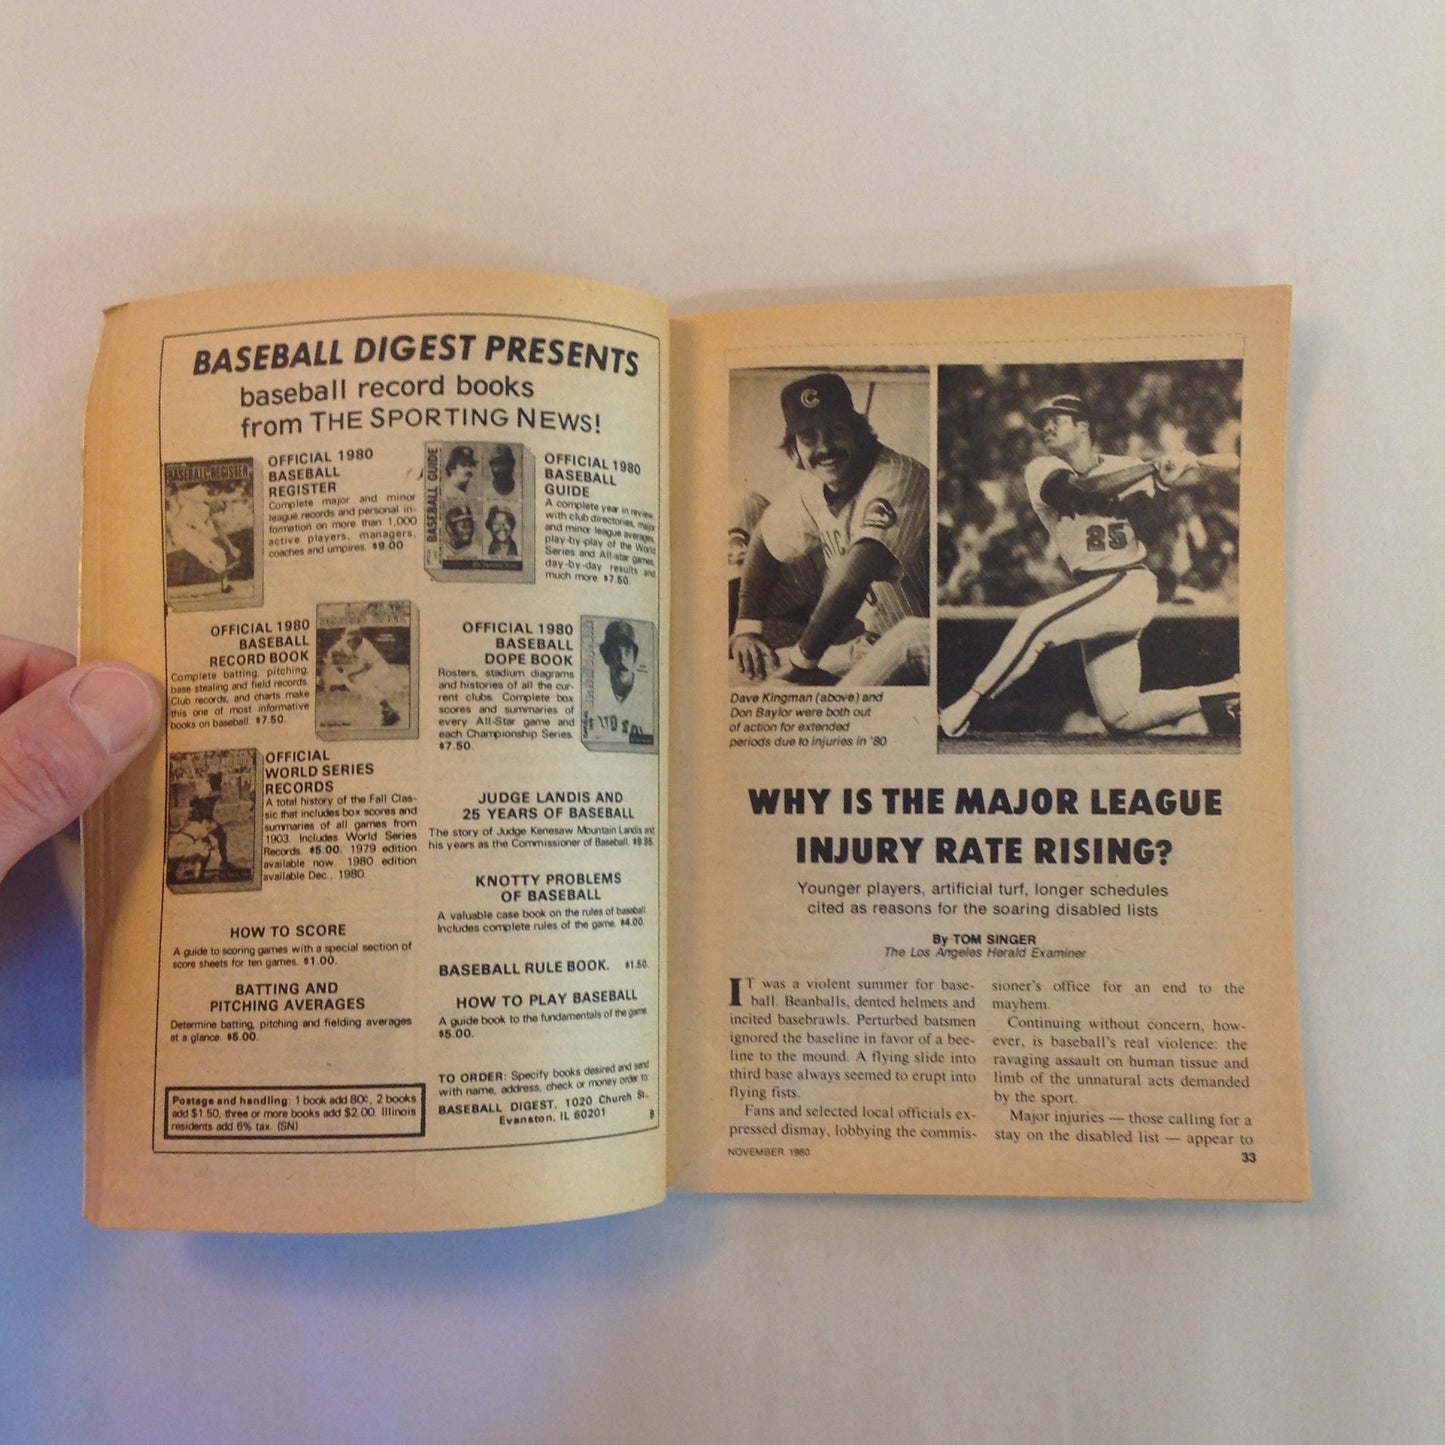 BASEBALL DIGEST PRESENTS
baseball record books
from THE SPORTING NEWS!
BASEBALL REGISTER
OFFICIAL 1980
BASEBALL
REGISTER
Complete major and minor
league records and personal in-
formation on more than 1,000
active players, managers,
coaches and umpires. $9.00
BASEBALL GUIDE
OFFICIAL 1980
BASEBALL
GUIDE
A complete year in review
with club directories, major
and minor league averages,
play-by-play of the World
Series and All-star games,
day-by-day results and
much more. $7.50.
OFFICIAL 1980
BASEBALL
RECORD BOOK
Complete batting, pitching,
base stealing and field records.
Club records, and charts make
this one of most informative
books on baseball. $7.50.
OFFICIAL 1980
BASEBALL
DOPE BOOK
Rosters, stadium diagrams
and histories of all the cur-
rent clubs. Complete box
scores and summaries of
every All-Star game and
each Championship Series.
$7.50.
OFFICIAL
WORLD SERIES
RECORDS
A total history of the Fall Clas-
sic that includes box scores and
summaries of all games from
1903. Includes World Series
Records. $5.00. 1979 edition
available now. 1980 edition
available Dec., 1980.
JUDGE LANDIS AND
25 YEARS OF BASEBALL
The story of Judge Kenesaw Mountain Landis and
his years as the Commissioner of Baseball. $9.95.
KNOTTY PROBLEMS
OF BASEBALL
A valuable case book on the rules of baseball.
Includes complete rules of the game. $4.00.
HOW TO SCORE
A guide to scoring games with a special section of
score sheets for ten games. $1.00.
BASEBALL RULE BOOK. $1.50.
BATTING AND
PITCHING AVERAGES
Determine batting, pitching and fielding averages
at a glance. $5.00.
HOW TO PLAY BASEBALL
A guide book to the fundamentals of the game.
$5.00.
Postage and handling: 1 book add 80¢, 2 books
add $1.50, three or more books add $2.00. Illinois
residents add 6% tax. (SN)
TO ORDER: Specify books desired and send
with name, address, check or money order to:
BASEBALL DIGEST, 1020 Church St.,
Evanston, IL 60201
B
C
25
Dave Kingman (above) and
Don Baylor were both out
of action for extended
periods due to injuries in '80
WHY IS THE MAJOR LEAGUE
INJURY RATE RISING?
Younger players, artificial turf, longer schedules
cited as reasons for the soaring disabled lists
By TOM SINGER
The Los Angeles Herald Examiner
IT was a violent summer for base-
ball. Beanballs, dented helmets and
incited basebrawls. Perturbed batsmen
ignored the baseline in favor of a bee-
line to the mound. A flying slide into
third base always seemed to erupt into
flying fists.
Fans and selected local officials ex-
pressed dismay, lobbying the commis-
sioner's office for an end to the
mayhem.
Continuing without concern, how-
ever, is baseball's real violence: the
ravaging assault on human tissue and
limb of the unnatural acts demanded
by the sport.
Major injuries — those calling for a
stay on the disabled list — appear to
NOVEMBER, 1980
33